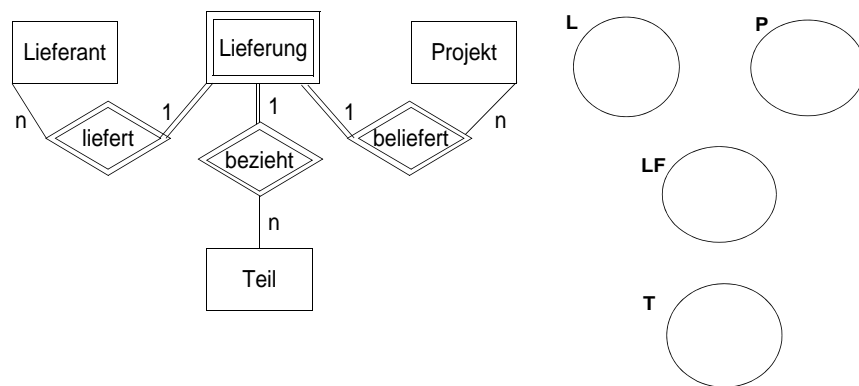 Lieferant
Lieferung
Projekt
n
1
1
1
n
liefert
bezieht
beliefert
n
Teil
L
P
LF
T